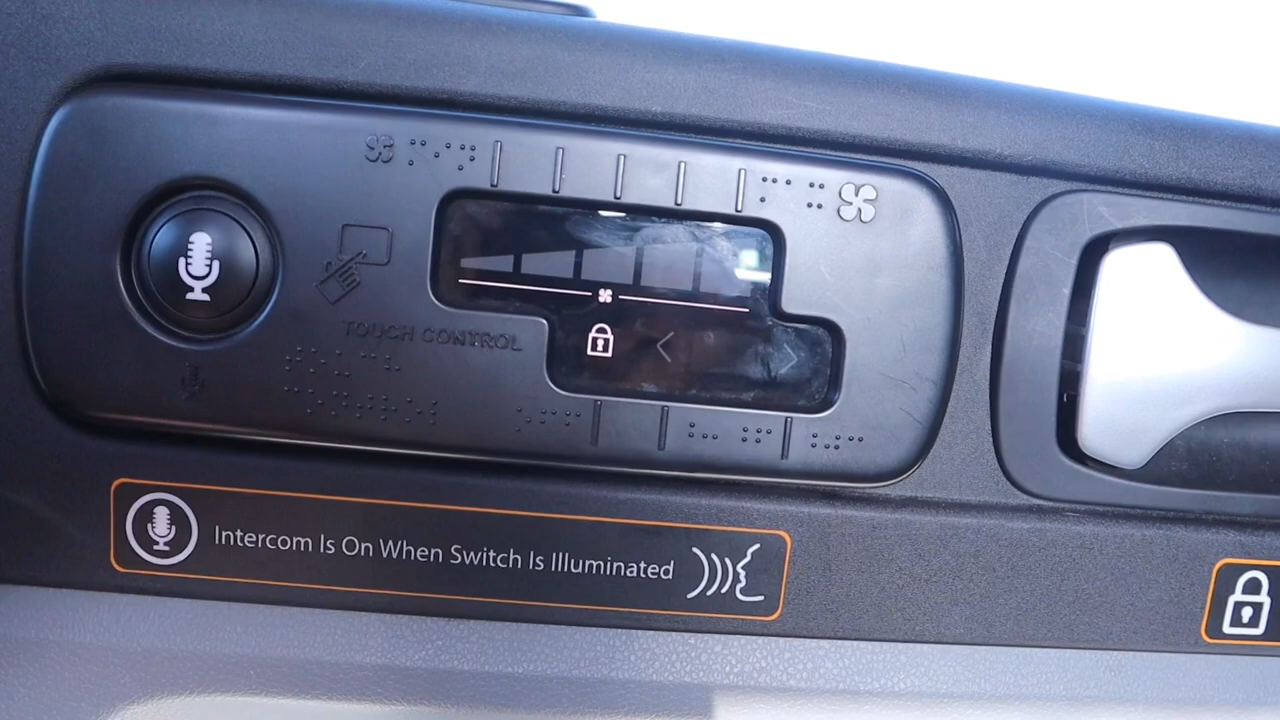 TOUCH CONTROL
Intercom Is On When Switch Is Illuminated